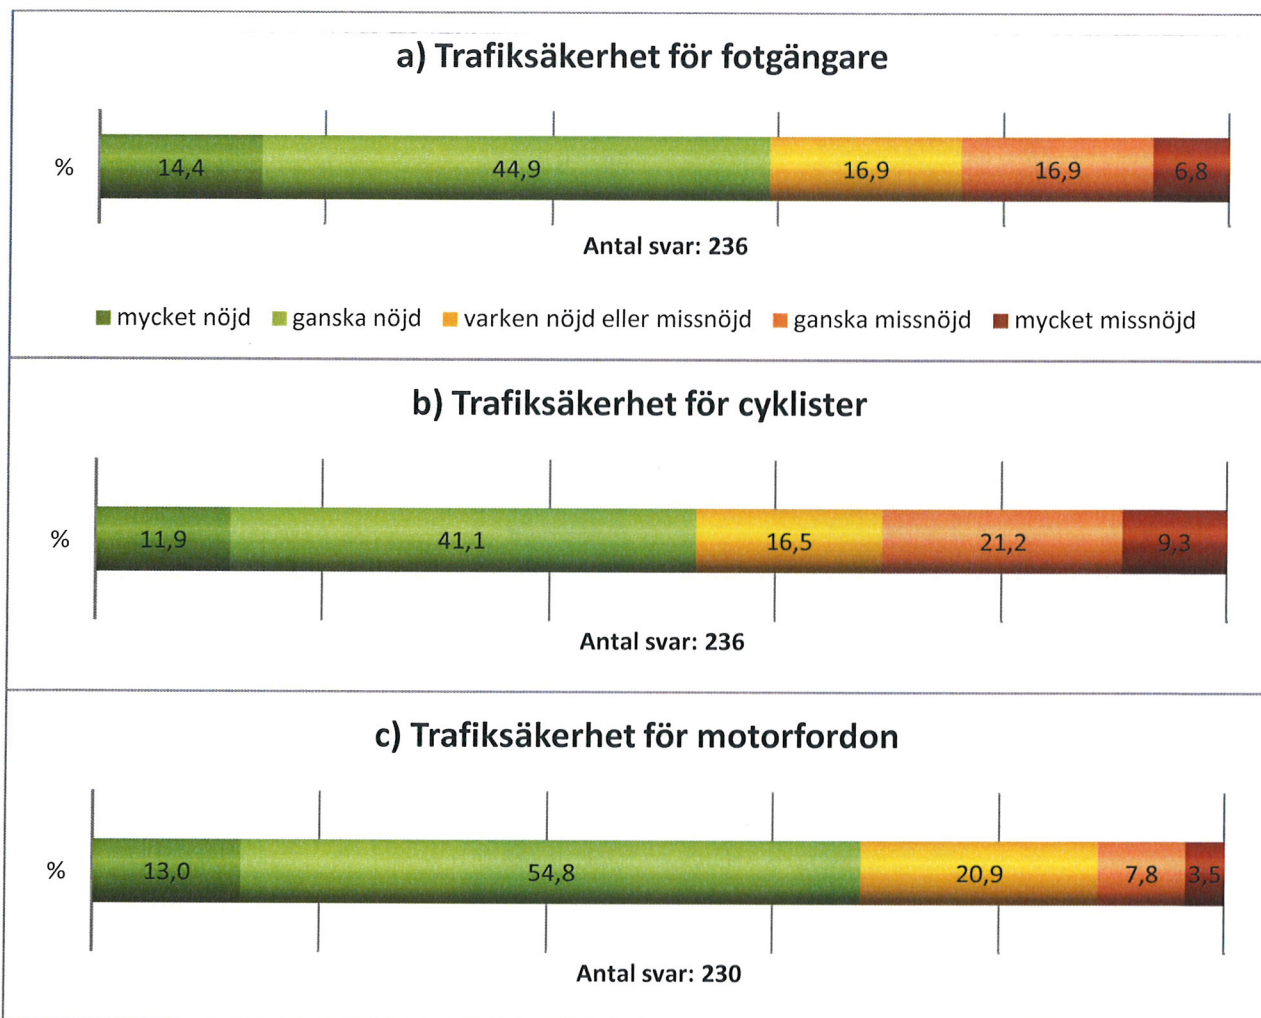 a) Trafiksäkerhet för fotgängare
% 14,4 44,9 16,9 16,9 6,8
Antal svar: 236
mycket nöjd ganska nöjd varken nöjd eller missnöjd ganska missnöjd mycket missnöjd
b) Trafiksäkerhet för cyklister
% 11,9 41,1 16,5 21,2 9,3
Antal svar: 236
c) Trafiksäkerhet för motorfordon
% 13,0 54,8 20,9 7,8 3,5
Antal svar: 230